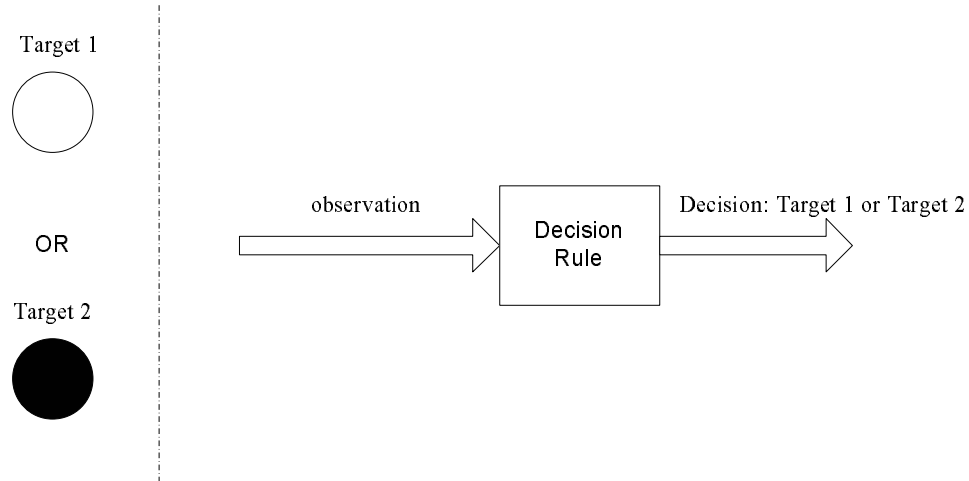 Target 1
OR
Target 2
observation
Decision
Rule
Decision: Target 1 or Target 2